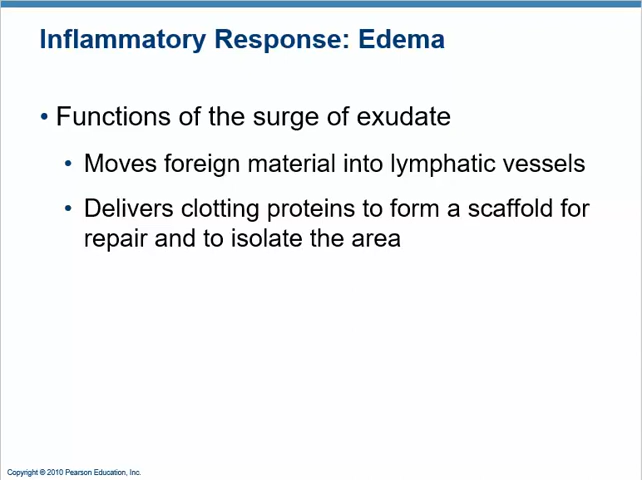 Inflammatory Response: Edema
• Functions of the surge of exudate
• Moves foreign material into lymphatic vessels
• Delivers clotting proteins to form a scaffold for
repair and to isolate the area
Copyright © 2010 Pearson Education, Inc.